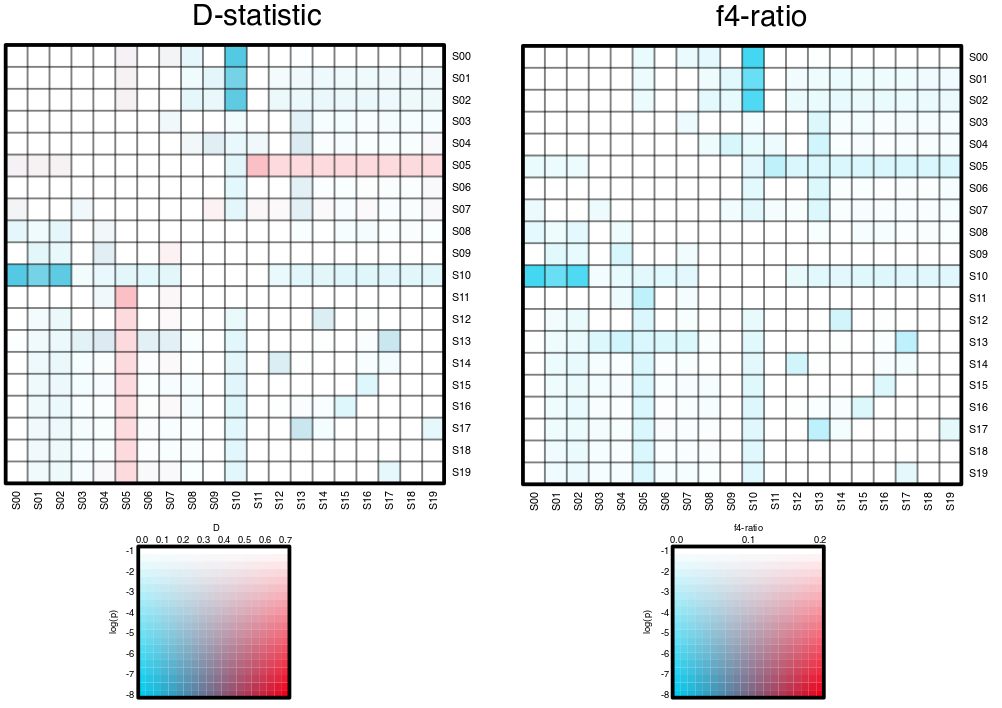 D-statistic
f4-ratio
S00
S01
S02
S03
S04
S05
S06
S07
S08
S09
S10
S11
S12
S13
S14
S15
S16
S17
S18
S19
S00
S01
S02
S03
S04
S05
S06
S07
S08
S09
S10
S11
S12
S13
S14
S15
S16
S17
S18
S19
S00 S01 S02 S03 S04 S05 S06 S07 S08 S09 S10 S11 S12 S13 S14 S15 S16 S17 S18 S19
S00 S01 S02 S03 S04 S05 S06 S07 S08 S09 S10 S11 S12 S13 S14 S15 S16 S17 S18 S19
D
0.0 0.1 0.2 0.3 0.4 0.5 0.6 0.7
-1
-2
-3
-4
-5
-6
-7
-8
log(p)
f4-ratio
0.0 0.1 0.2
-1
-2
-3
-4
-5
-6
-7
-8
log(p)